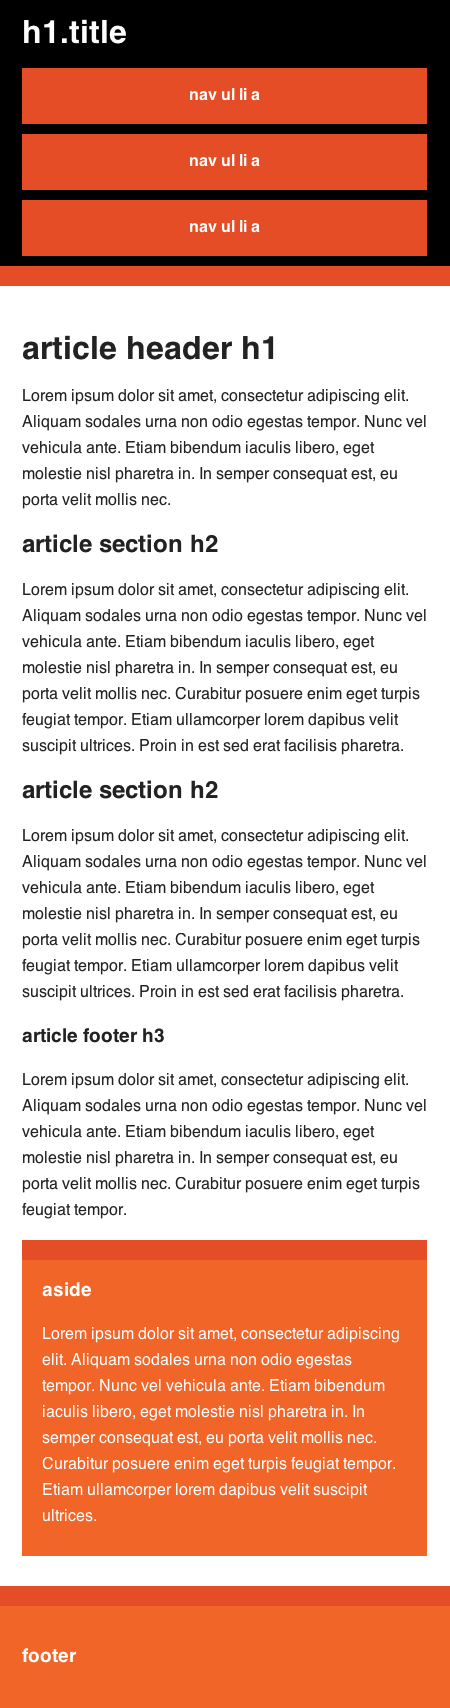 h1.title
nav ul li a
nav ul li a
nav ul li a
article header h1
Lorem ipsum dolor sit amet, consectetur adipiscing elit.
Aliquam sodales urna non odio egestas tempor. Nunc vel
vehicula ante. Etiam bibendum iaculis libero, eget
molestie nisl pharetra in. In semper consequat est, eu
porta velit mollis nec.
article section h2
Lorem ipsum dolor sit amet, consectetur adipiscing elit.
Aliquam sodales urna non odio egestas tempor. Nunc vel
vehicula ante. Etiam bibendum iaculis libero, eget
molestie nisl pharetra in. In semper consequat est, eu
porta velit mollis nec. Curabitur posuere enim eget turpis
feugiat tempor. Etiam ullamcorper lorem dapibus velit
suscipit ultrices. Proin in est sed erat facilisis pharetra.
article section h2
Lorem ipsum dolor sit amet, consectetur adipiscing elit.
Aliquam sodales urna non odio egestas tempor. Nunc vel
vehicula ante. Etiam bibendum iaculis libero, eget
molestie nisl pharetra in. In semper consequat est, eu
porta velit mollis nec. Curabitur posuere enim eget turpis
feugiat tempor. Etiam ullamcorper lorem dapibus velit
suscipit ultrices. Proin in est sed erat facilisis pharetra.
article footer h3
Lorem ipsum dolor sit amet, consectetur adipiscing elit.
Aliquam sodales urna non odio egestas tempor. Nunc vel
vehicula ante. Etiam bibendum iaculis libero, eget
molestie nisl pharetra in. In semper consequat est, eu
porta velit mollis nec. Curabitur posuere enim eget turpis
feugiat tempor.
aside
Lorem ipsum dolor sit amet, consectetur adipiscing
elit. Aliquam sodales urna non odio egestas
tempor. Nunc vel vehicula ante. Etiam bibendum
iaculis libero, eget molestie nisl pharetra in. In
semper consequat est, eu porta velit mollis nec.
Curabitur posuere enim eget turpis feugiat tempor.
Etiam ullamcorper lorem dapibus velit suscipit
ultrices.
footer